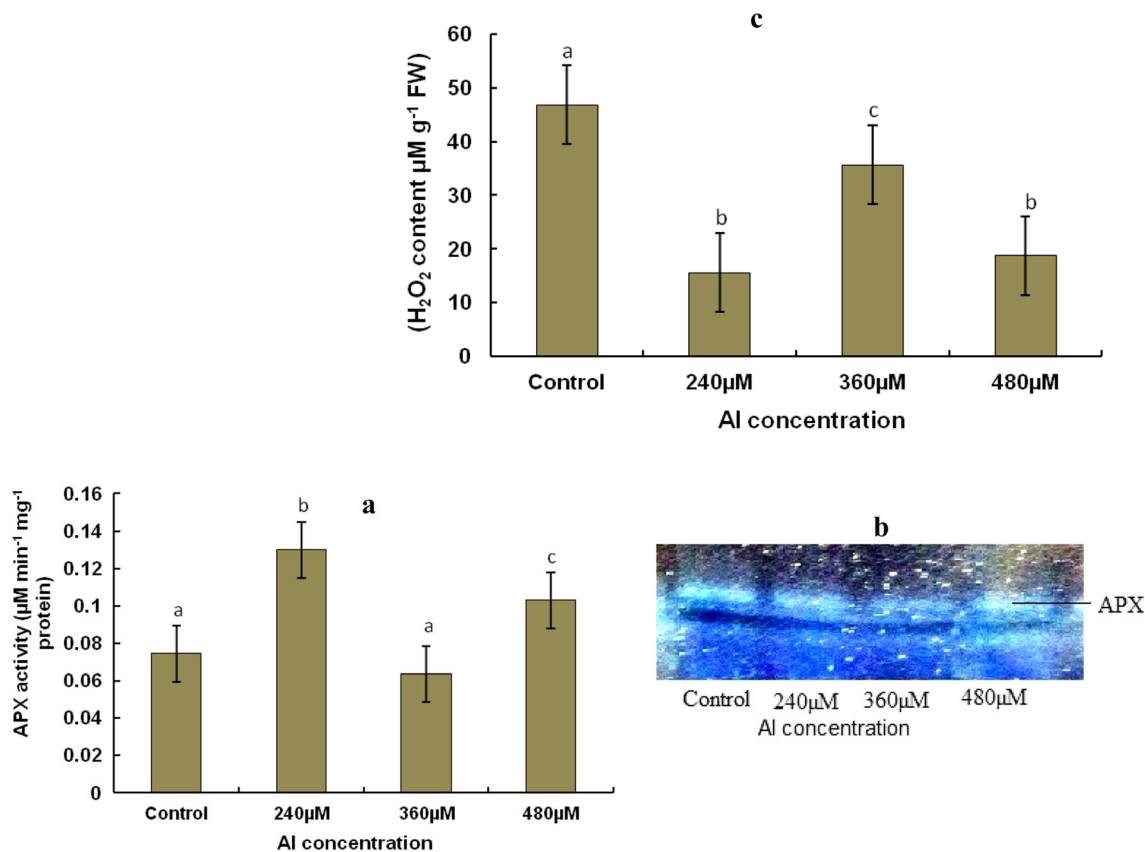 c
(H₂O₂ content µM g⁻¹ FW)
60
50
40
30
20
10
0
a
b
c
b
Control 240µM 360µM 480µM
Al concentration
a
APX activity (µM min⁻¹ mg⁻¹
protein)
0.16
0.14
0.12
0.1
0.08
0.06
0.04
0.02
0
a
b
a
c
Control 240µM 360µM 480µM
Al concentration
b
APX
Control 240µM 360µM 480µM
Al concentration